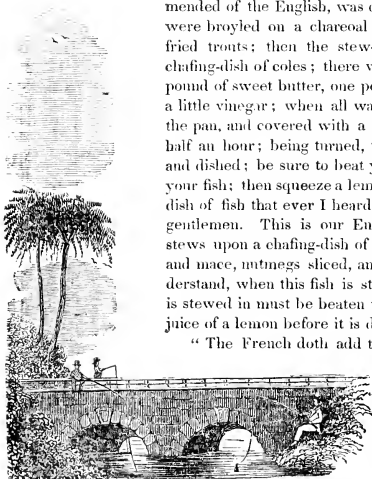 mended of the English, was
were broyled on a chareoal
fried trouts; then the stew
chafing-dish of coles; there
pound of sweet butter, one
a little vinegar; when all wa
the pan, and covered with a
half an hour; being turned,
and dished; be sure to beat
your fish; then squeeze a lem
dish of fish that ever I heard
gentlemen. This is our En
stews upon a chafing-dish of
and mace, nutmegs sliced, an
derstand, when this fish is st
is stewed in must be beaten
juice of a lemon before it is d
“ The French doth add t